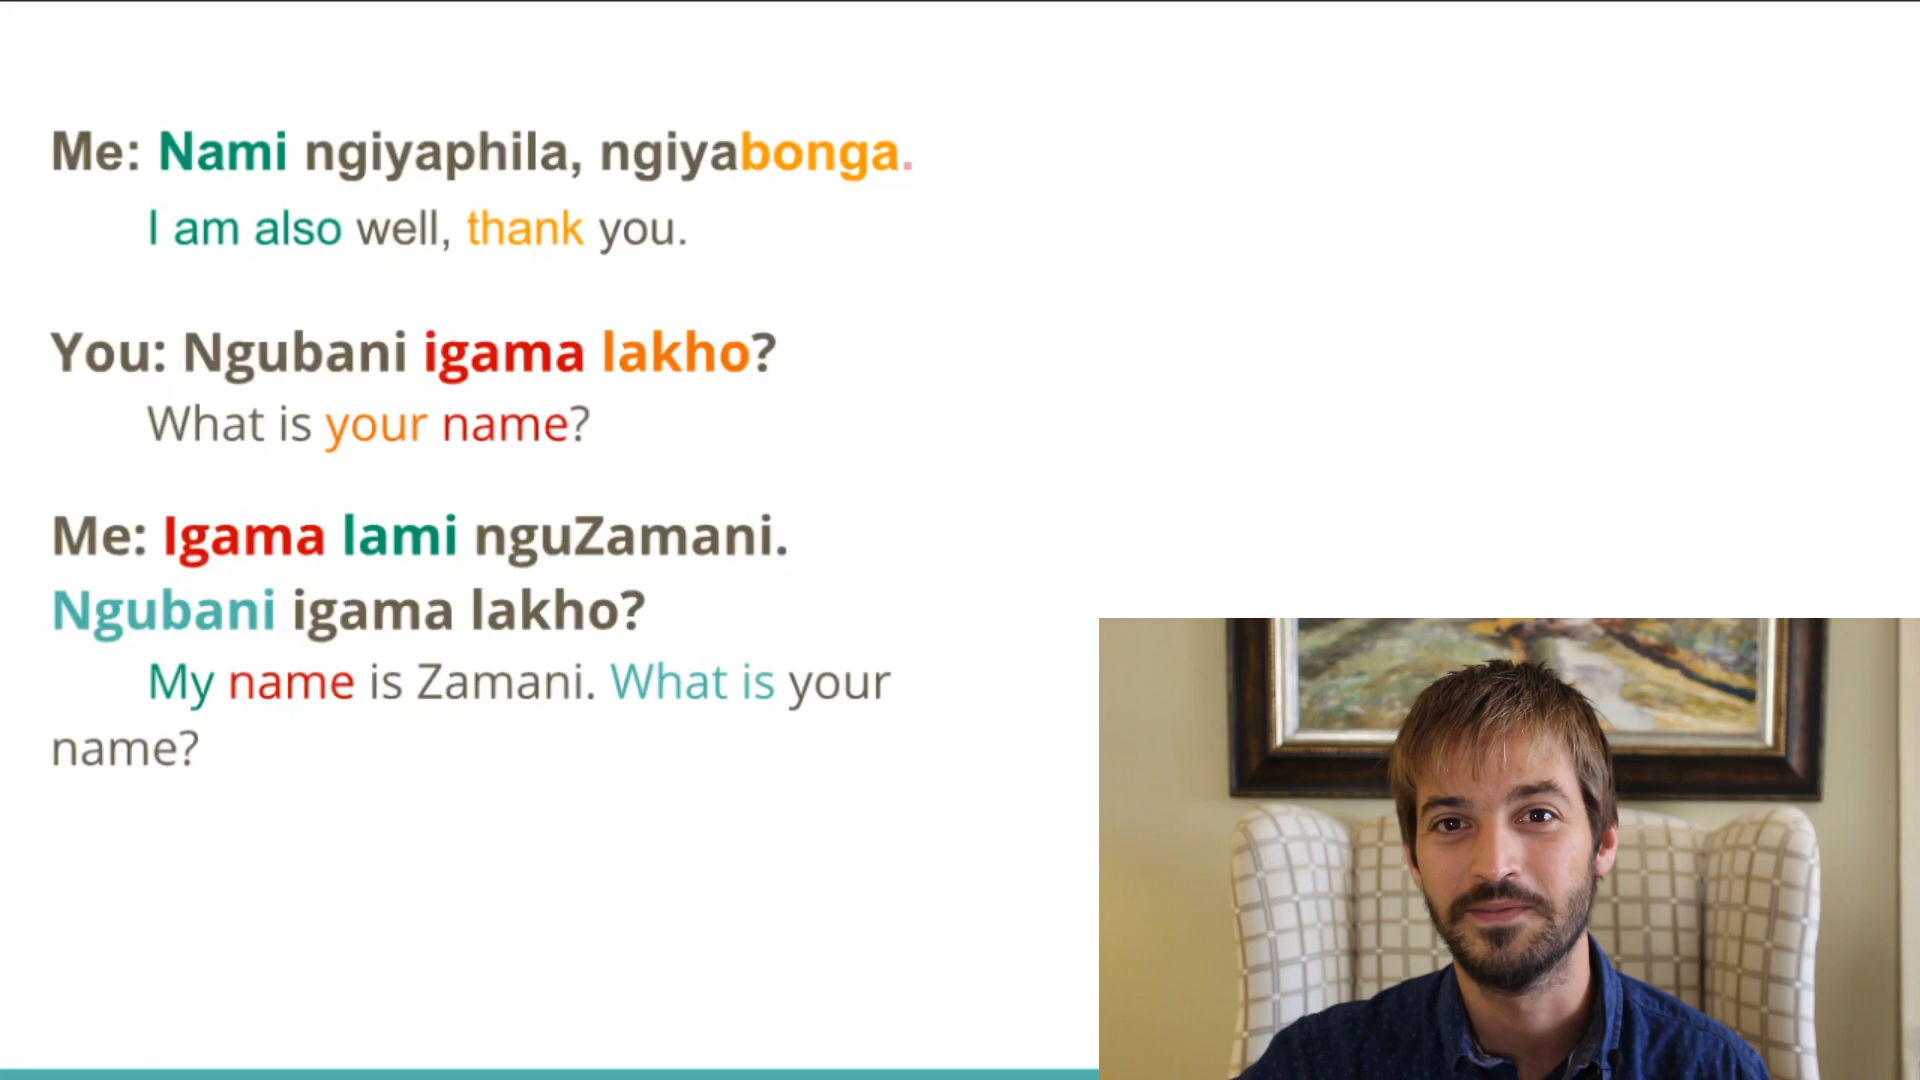 Me: Nami ngiyaphila, ngiyabonga.
I am also well, thank you.
You: Ngubani igama lakho?
What is your name?
Me: Igama lami nguZamani.
Ngubani igama lakho?
My name is Zamani. What is your
name?